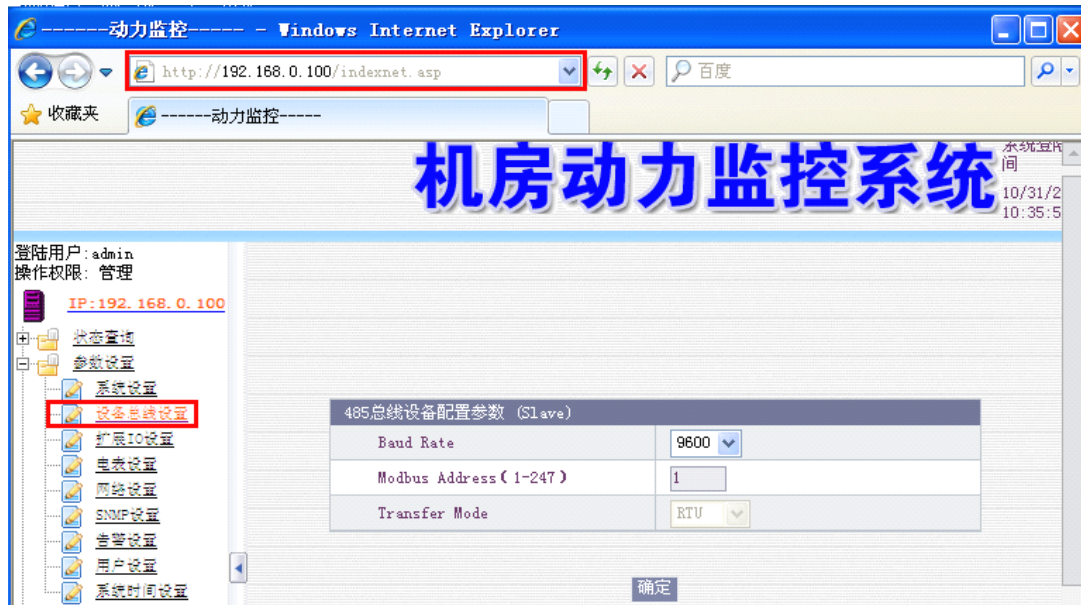 ------动力监控----- - Windows Internet Explorer
http://192.168.0.100/indexnet.asp
百度
收藏夹
------动力监控-----
机房动力监控系统
间
10/31/2
10:35:5
登陆用户:admin
操作权限: 管理
IP:192.168.0.100
状态查询
参数设置
系统设置
设备总线设置
扩展IO设置
电表设置
网络设置
SNMP设置
告警设置
用户设置
系统时间设置
485总线设备配置参数 (Slave)
Baud Rate 9600
Modbus Address(1-247) 1
Transfer Mode RTU
确定